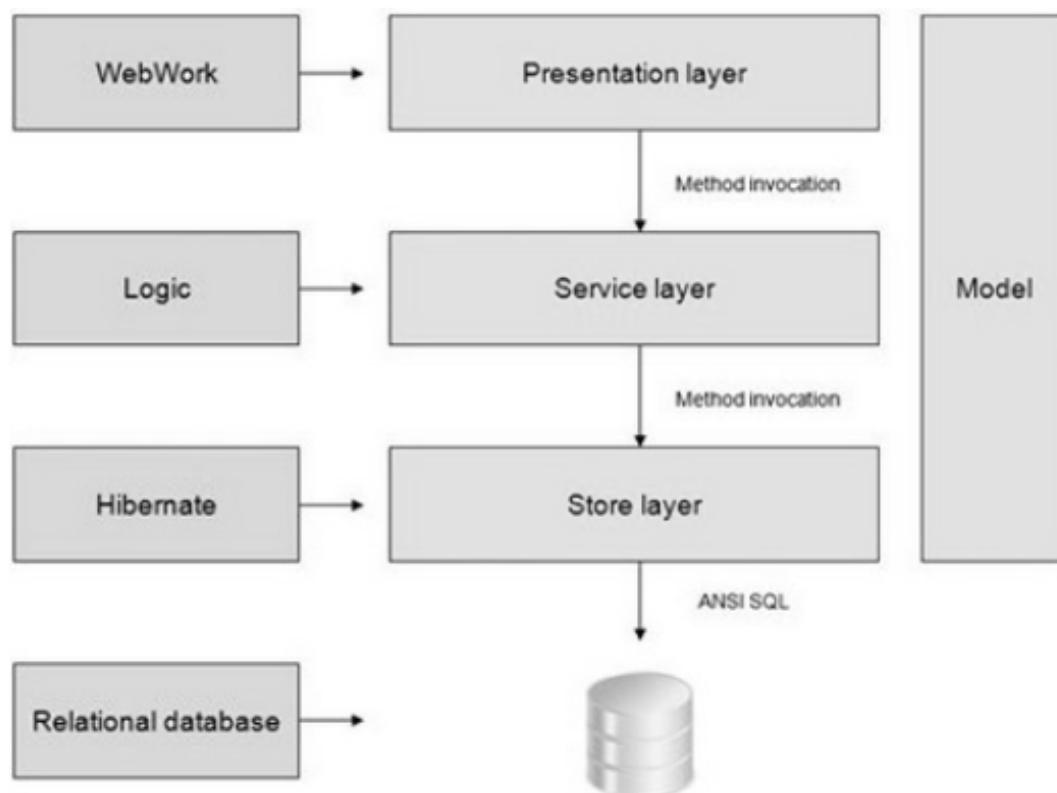 WebWork
Presentation layer
Method invocation
Logic
Service layer
Model
Method invocation
Hibernate
Store layer
ANSI SQL
Relational database